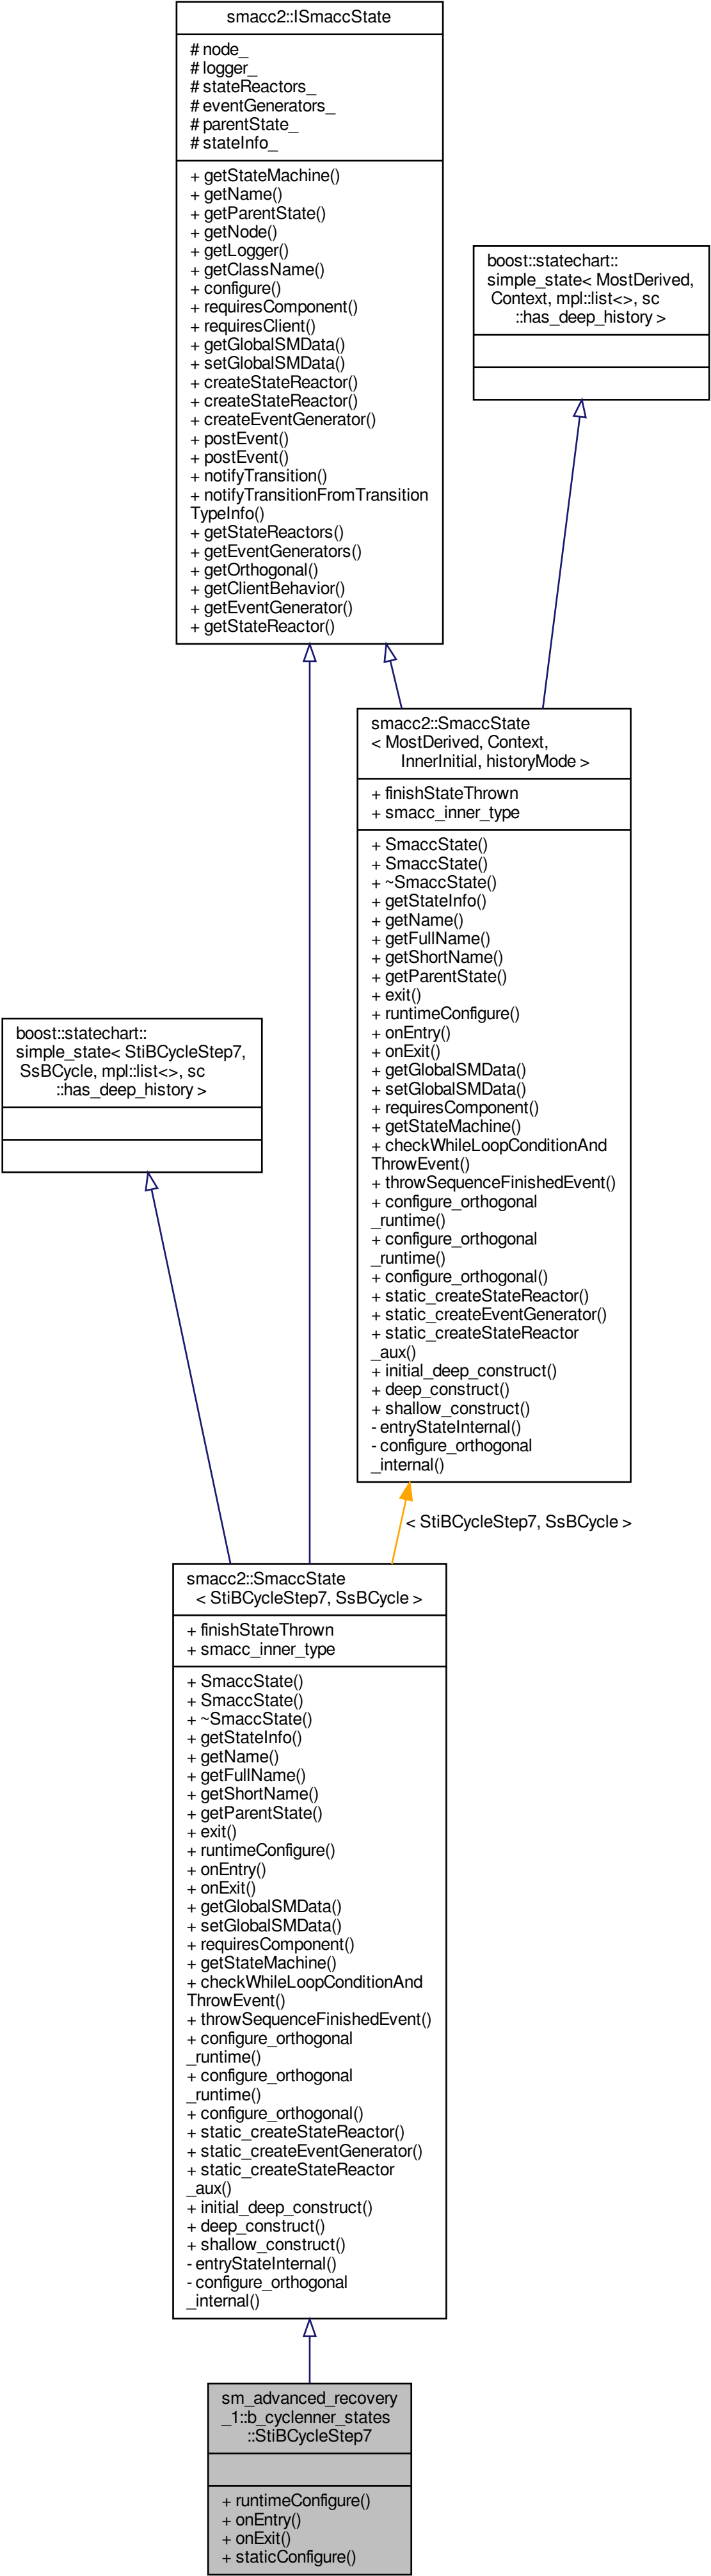 smacc2::ISmaccState
# node_
# logger_
# stateReactors_
# eventGenerators_
# parentState_
# stateInfo_
+ getStateMachine()
+ getName()
+ getParentState()
+ getNode()
+ getLogger()
+ getClassName()
+ configure()
+ requiresComponent()
+ requiresClient()
+ getGlobalSMData()
+ setGlobalSMData()
+ createStateReactor()
+ createStateReactor()
+ createEventGenerator()
+ postEvent()
+ postEvent()
+ notifyTransition()
+ notifyTransitionFromTransition
TypeInfo()
+ getStateReactors()
+ getEventGenerators()
+ getOrthogonal()
+ getClientBehavior()
+ getEventGenerator()
+ getStateReactor()
boost::statechart::
simple_state< MostDerived,
Context, mpl::list<>, sc
::has_deep_history >
smacc2::SmaccState
< MostDerived, Context,
InnerInitial, historyMode >
+ finishStateThrown
+ smacc_inner_type
+ SmaccState()
+ SmaccState()
+ ~SmaccState()
+ getStateInfo()
+ getName()
+ getFullName()
+ getShortName()
+ getParentState()
+ exit()
+ runtimeConfigure()
+ onEntry()
+ onExit()
+ getGlobalSMData()
+ setGlobalSMData()
+ requiresComponent()
+ getStateMachine()
+ checkWhileLoopConditionAnd
ThrowEvent()
+ throwSequenceFinishedEvent()
+ configure_orthogonal
_runtime()
+ configure_orthogonal
_runtime()
+ configure_orthogonal()
+ static_createStateReactor()
+ static_createEventGenerator()
+ static_createStateReactor
_aux()
+ initial_deep_construct()
+ deep_construct()
+ shallow_construct()
- entryStateInternal()
- configure_orthogonal
_internal()
boost::statechart::
simple_state< StiBCycleStep7,
SsBCycle, mpl::list<>, sc
::has_deep_history >
< StiBCycleStep7, SsBCycle >
smacc2::SmaccState
< StiBCycleStep7, SsBCycle >
+ finishStateThrown
+ smacc_inner_type
+ SmaccState()
+ SmaccState()
+ ~SmaccState()
+ getStateInfo()
+ getName()
+ getFullName()
+ getShortName()
+ getParentState()
+ exit()
+ runtimeConfigure()
+ onEntry()
+ onExit()
+ getGlobalSMData()
+ setGlobalSMData()
+ requiresComponent()
+ getStateMachine()
+ checkWhileLoopConditionAnd
ThrowEvent()
+ throwSequenceFinishedEvent()
+ configure_orthogonal
_runtime()
+ configure_orthogonal
_runtime()
+ configure_orthogonal()
+ static_createStateReactor()
+ static_createEventGenerator()
+ static_createStateReactor
_aux()
+ initial_deep_construct()
+ deep_construct()
+ shallow_construct()
- entryStateInternal()
- configure_orthogonal
_internal()
sm_advanced_recovery
_1::b_cyclenner_states
::StiBCycleStep7
+ runtimeConfigure()
+ onEntry()
+ onExit()
+ staticConfigure()